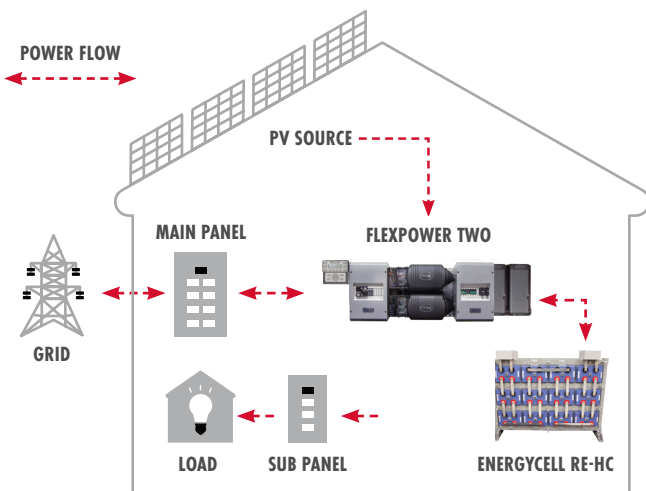 POWER FLOW
PV SOURCE
MAIN PANEL
FLEXPOWER TWO
GRID
LOAD
SUB PANEL
ENERGYCELL RE-HC